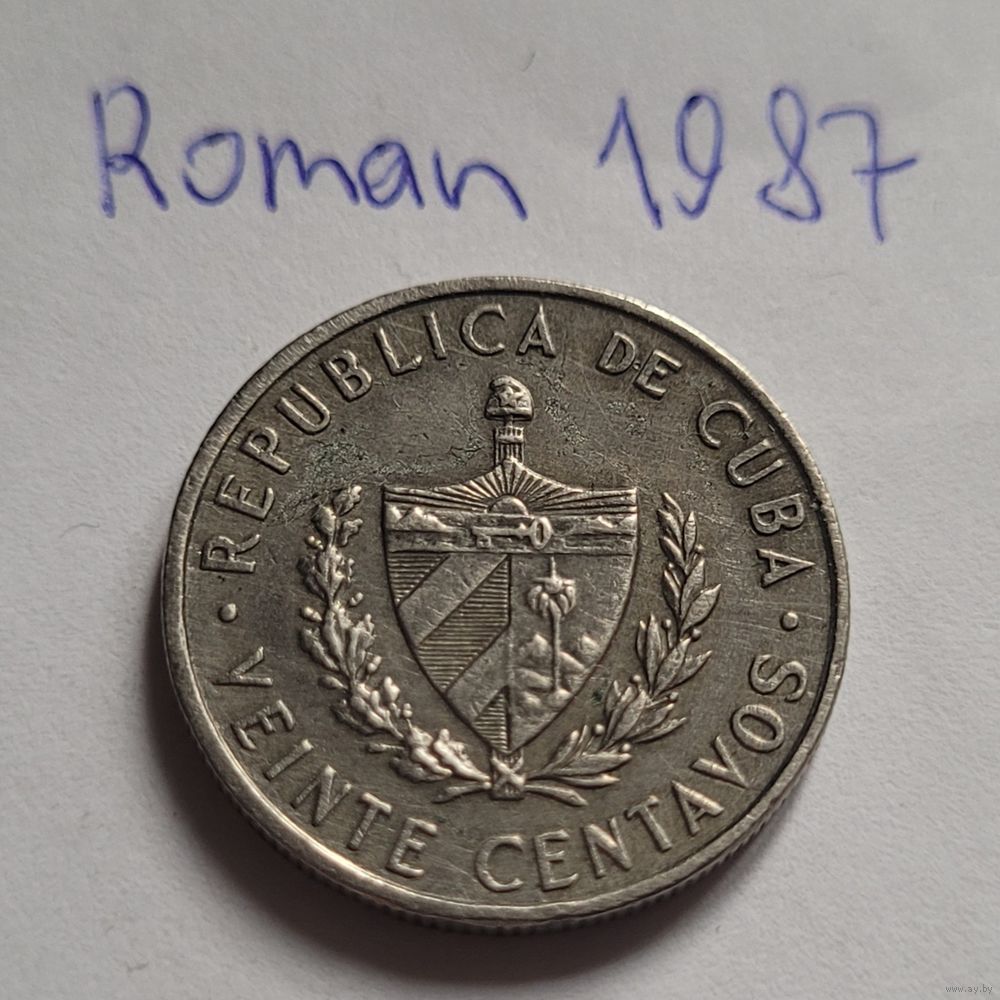 Roman 1987
REPUBLICA DE CUBA
VEINTE CENTAVOS
www.ay.by